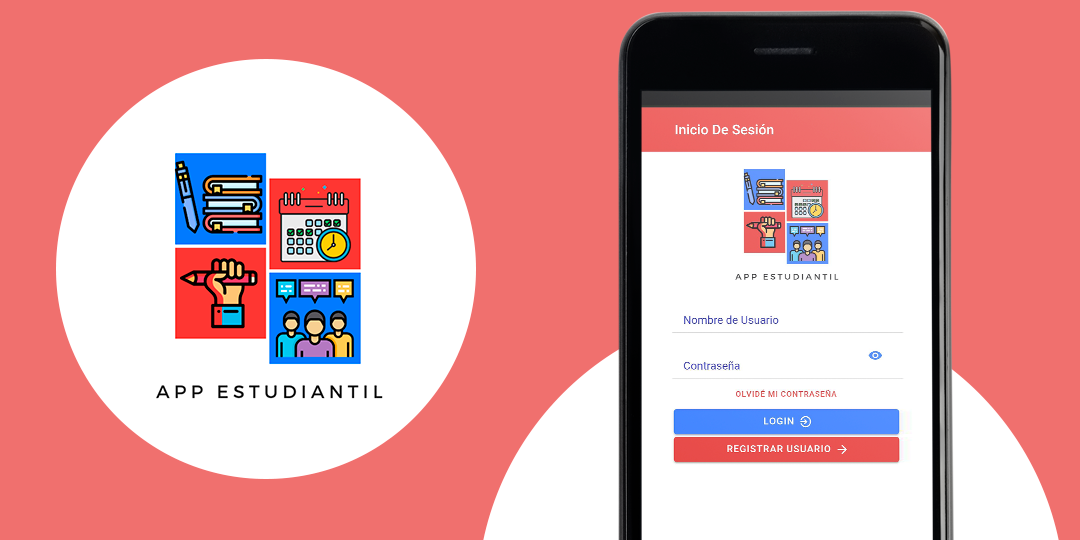 APP ESTUDIANTIL
Inicio De Sesión
APP ESTUDIANTIL
Nombre de Usuario
Contraseña
OLVIDÉ MI CONTRASEÑA
LOGIN
REGISTRAR USUARIO